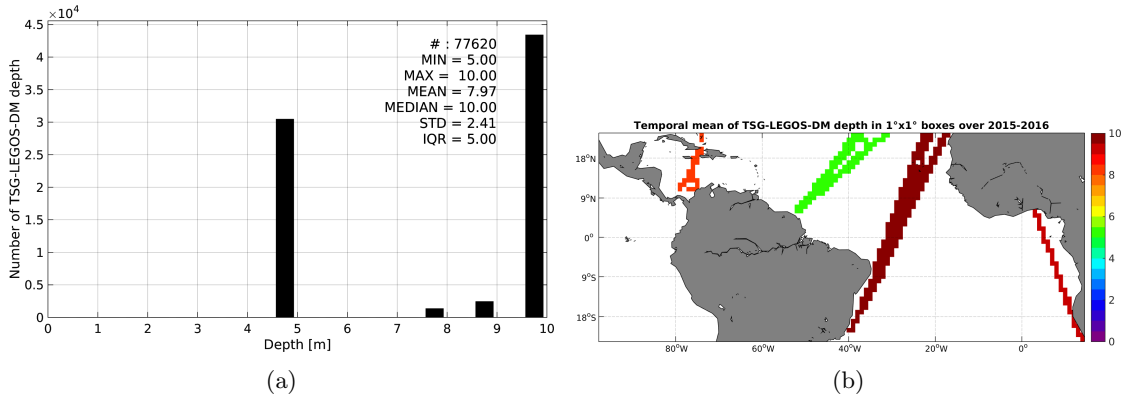 ×10⁴
4.5
4
3.5
3
2.5
2
1.5
1
0.5
0
Number of TSG-LEGOS-DM depth
# : 77620
MIN = 5.00
MAX = 10.00
MEAN = 7.97
MEDIAN = 10.00
STD = 2.41
IQR = 5.00
0 1 2 3 4 5 6 7 8 9 10
Depth [m]
(a)
Temporal mean of TSG-LEGOS-DM depth in 1°x1° boxes over 2015-2016
18°N
9°N
0°
9°S
18°S
80°W 60°W 40°W 20°W 0°
10
8
6
4
2
0
(b)